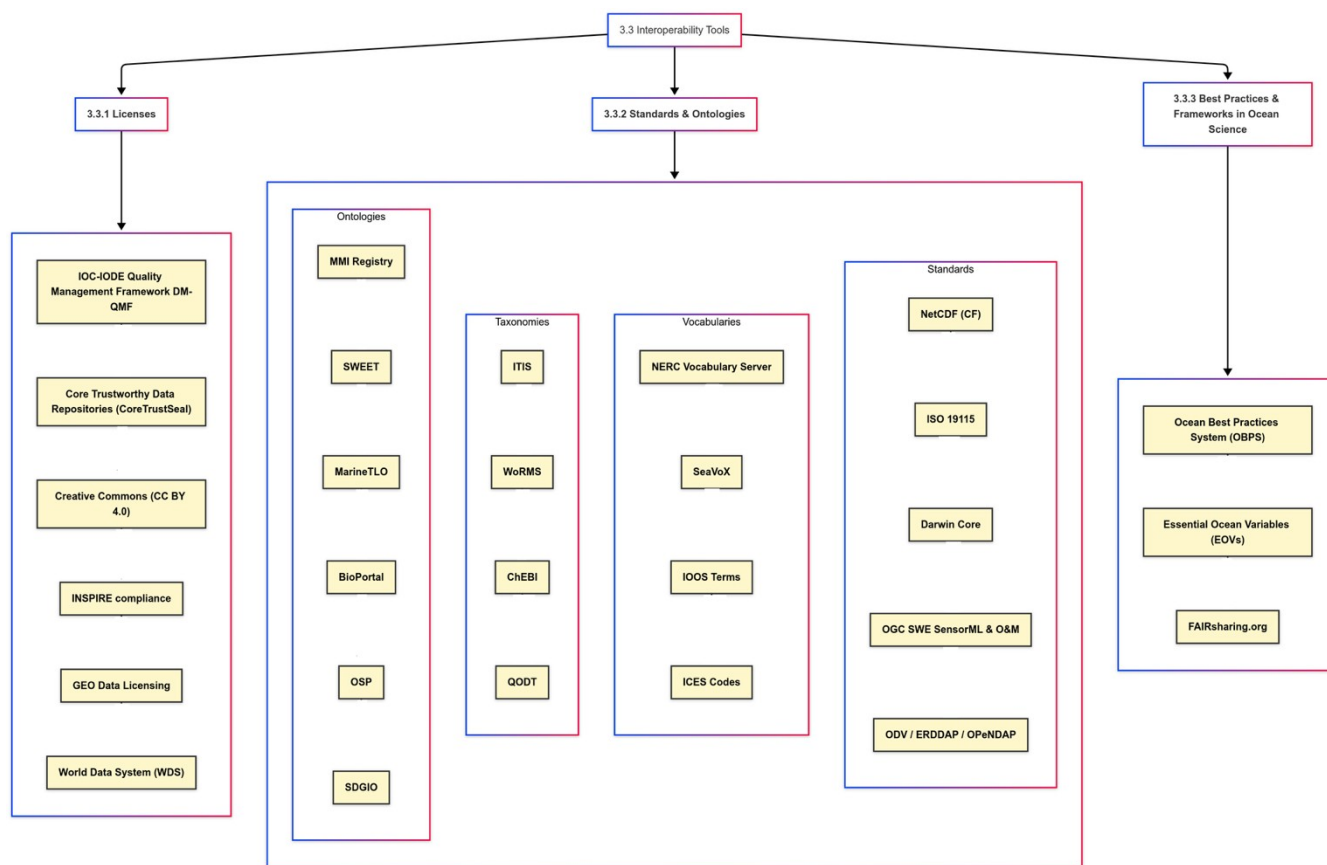 3.3 Interoperability Tools
3.3.1 Licenses
3.3.2 Standards & Ontologies
3.3.3 Best Practices &
Frameworks in Ocean
Science
IOC-IODE Quality
Management Framework DM-
QMF
Core Trustworthy Data
Repositories (CoreTrustSeal)
Creative Commons (CC BY
4.0)
INSPIRE compliance
GEO Data Licensing
World Data System (WDS)
Ontologies
MMI Registry
SWEET
MarineTLO
BioPortal
OSP
SDGIO
Taxonomies
ITIS
WoRMS
ChEBI
QODT
Vocabularies
NERC Vocabulary Server
SeaVoX
IOOS Terms
ICES Codes
Standards
NetCDF (CF)
ISO 19115
Darwin Core
OGC SWE SensorML & O&M
ODV / ERDDAP / OPeNDAP
Ocean Best Practices
System (OBPS)
Essential Ocean Variables
(EOVs)
FAIRsharing.org